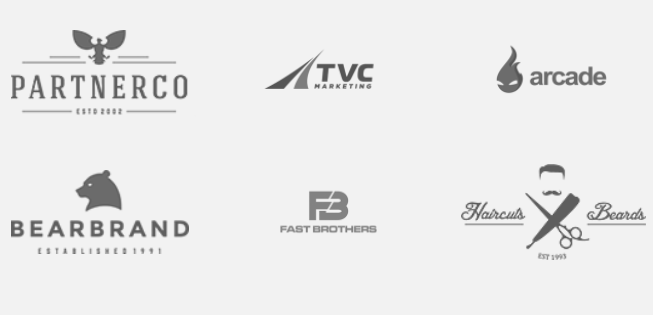 PARTNERCO
ESTD 2002
TVC
MARKETING
arcade
BEARBRAND
ESTABLISHED 1991
FB
FAST BROTHERS
Haircuts
Beards
EST 1993